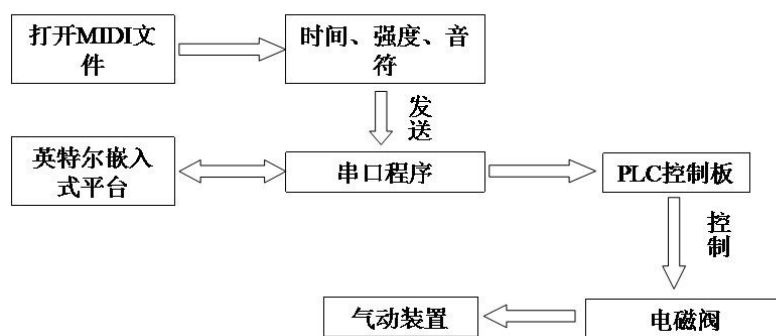 打开MIDI文
件
时间、强度、音
符
发
送
英特尔嵌入
式平台
串口程序
PLC控制板
控
制
气动装置
电磁阀